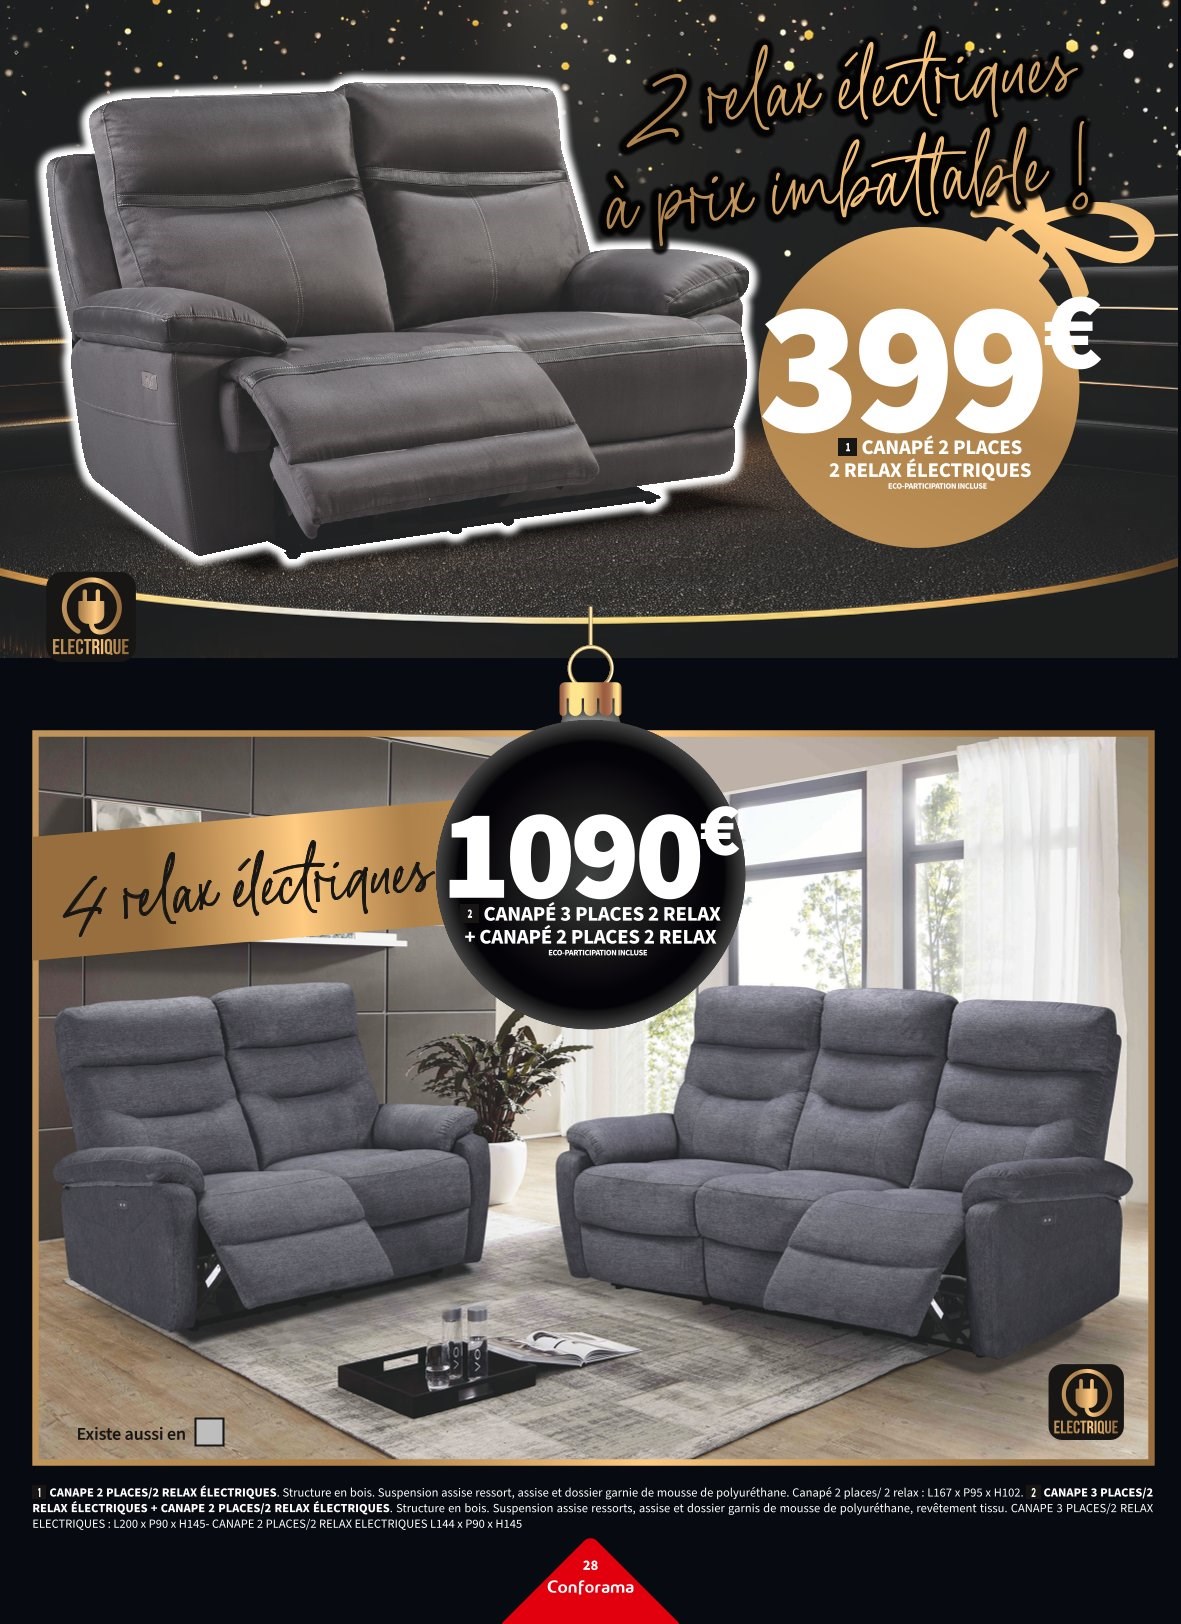 2 relax électriques
à prix imbattable !
399€
1 CANAPÉ 2 PLACES
2 RELAX ÉLECTRIQUES
ECO-PARTICIPATION INCLUSE
ELECTRIQUE
4 relax électriques
1090€
2 CANAPÉ 3 PLACES 2 RELAX
+ CANAPÉ 2 PLACES 2 RELAX
ECO-PARTICIPATION INCLUSE
VO
VO
Existe aussi en
ELECTRIQUE
1 CANAPE 2 PLACES/2 RELAX ÉLECTRIQUES. Structure en bois. Suspension assise ressort, assise et dossier garnie de mousse de polyuréthane. Canapé 2 places/ 2 relax : L167 x P95 x H102. 2 CANAPE 3 PLACES/2
RELAX ÉLECTRIQUES + CANAPE 2 PLACES/2 RELAX ÉLECTRIQUES. Structure en bois. Suspension assise ressorts, assise et dossier garnis de mousse de polyuréthane, revêtement tissu. CANAPE 3 PLACES/2 RELAX
ELECTRIQUES : L200 x P90 x H145- CANAPE 2 PLACES/2 RELAX ELECTRIQUES L144 x P90 x H145
28
Conforama